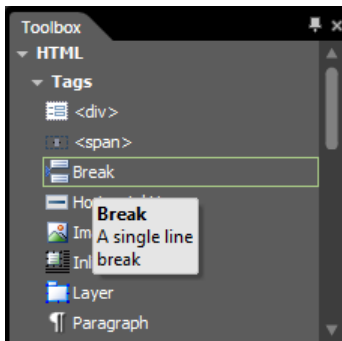 Toolbox
HTML
Tags
<div>
<span>
Break
Break
A single line
break
Layer
Paragraph